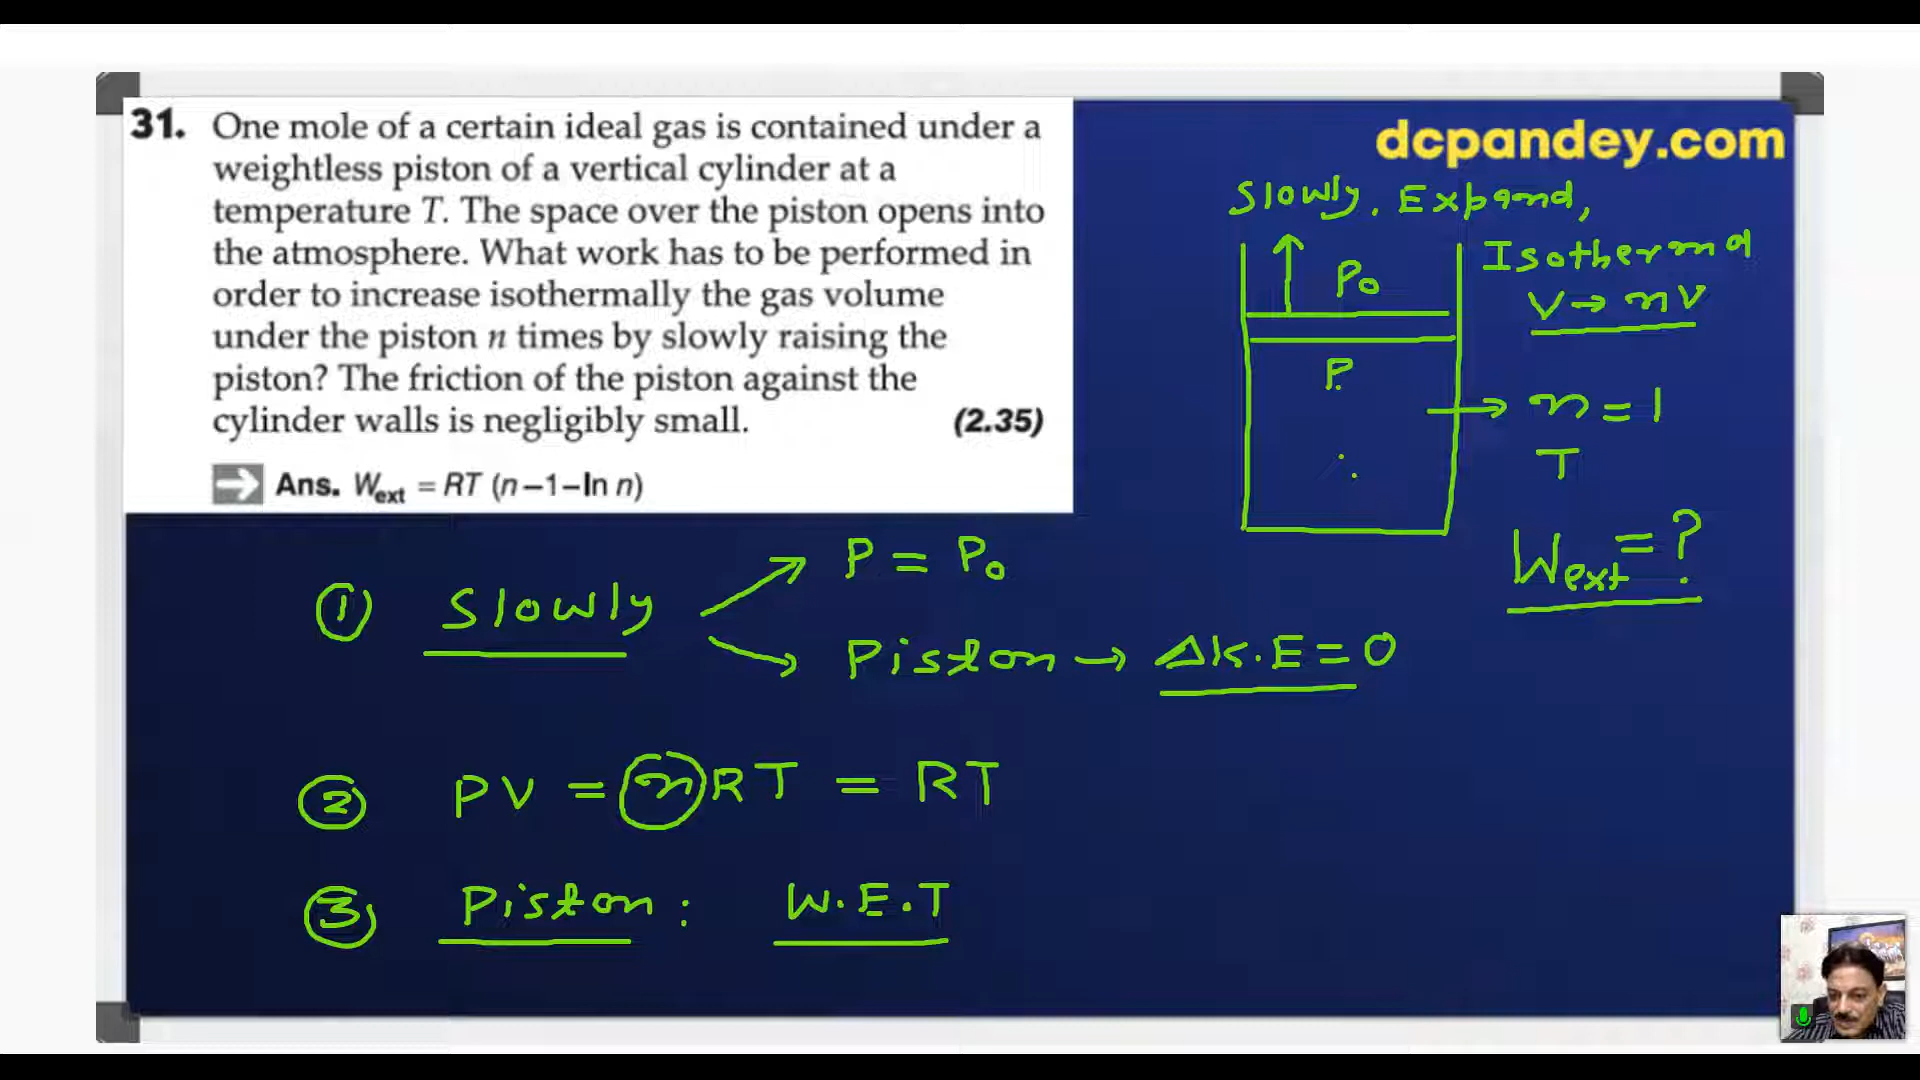 31. One mole of a certain ideal gas is contained under a
weightless piston of a vertical cylinder at a
temperature T. The space over the piston opens into
the atmosphere. What work has to be performed in
order to increase isothermally the gas volume
under the piston n times by slowly raising the
piston? The friction of the piston against the
cylinder walls is negligibly small. (2.35)
Ans. Wext = RT (n–1–ln n)
dcpandey.com
Slowly, Expand,
Isothermal
V → nV
P₀
P
→ n = 1
T
Wext = ?
① Slowly → P = P₀
→ Piston → ΔK.E = 0
② PV = nRT = RT
③ Piston : W.E.T